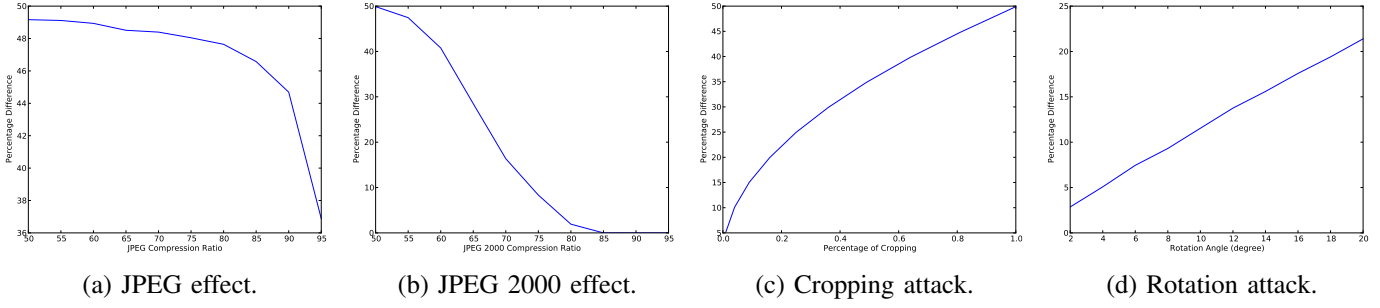 50
48
46
44
42
40
38
36
Percentage Difference
50 55 60 65 70 75 80 85 90 95
JPEG Compression Ratio
(a) JPEG effect.
50
40
30
20
10
0
Percentage Difference
50 55 60 65 70 75 80 85 90 95
JPEG 2000 Compression Ratio
(b) JPEG 2000 effect.
50
45
40
35
30
25
20
15
10
5
Percentage Difference
0.0 0.2 0.4 0.6 0.8 1.0
Percentage of Cropping
(c) Cropping attack.
25
20
15
10
5
0
Percentage Difference
2 4 6 8 10 12 14 16 18 20
Rotation Angle (degree)
(d) Rotation attack.